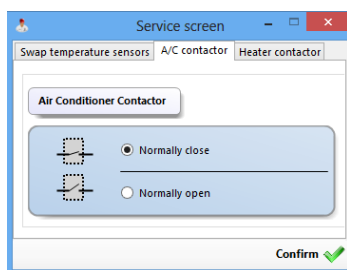 Service screen
Swap temperature sensors A/C contactor Heater contactor
Air Conditioner Contactor
Normally close
Normally open
Confirm